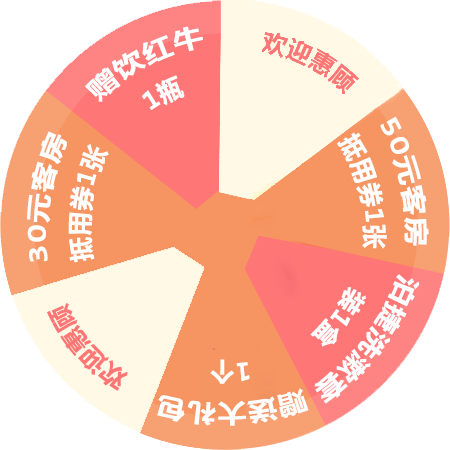 欢迎惠顾
50元客房
抵用券1张
泊捷洗漱套
装1盒
赠送大礼包
1个
欢迎惠顾
30元客房
抵用券1张
赠饮红牛
1瓶